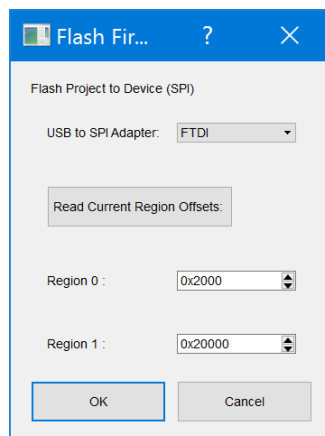 Flash Fir... ?
Flash Project to Device (SPI)
USB to SPI Adapter: FTDI
Read Current Region Offsets:
Region 0 : 0x2000
Region 1 : 0x20000
OK Cancel